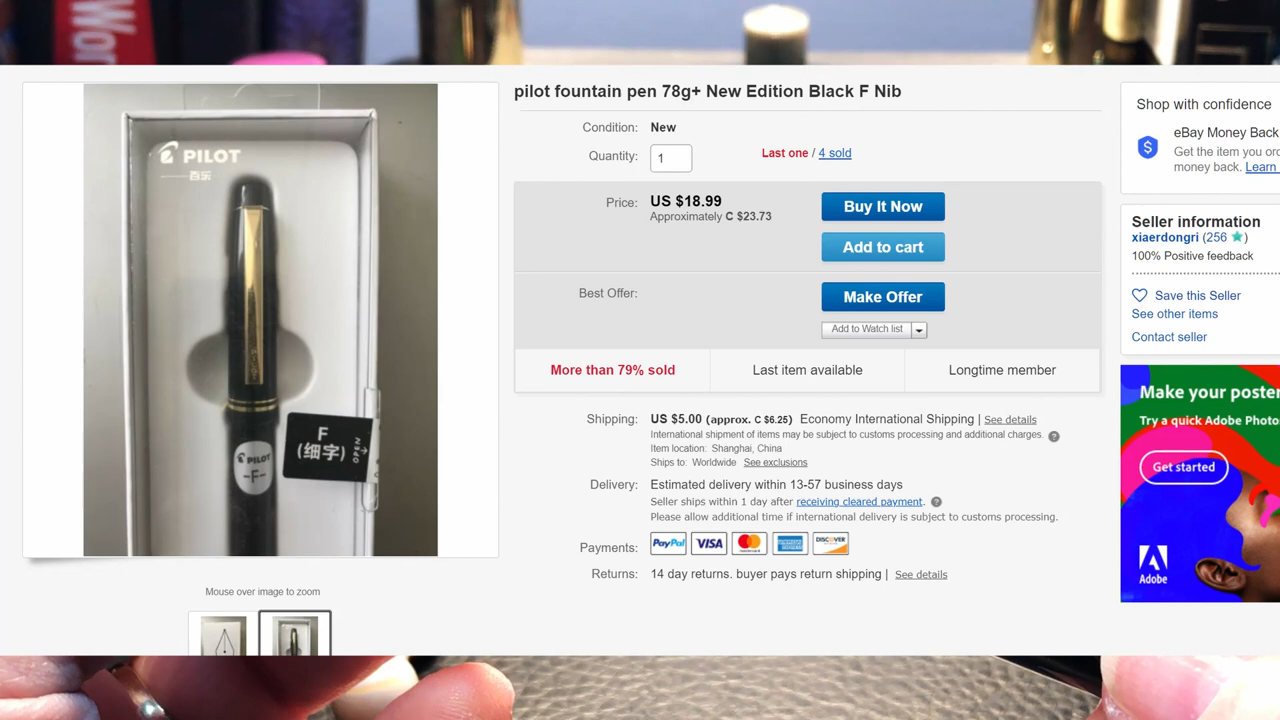 Wor
PILOT
百乐
F
(细字)
OPEN
PILOT
-F-
Mouse over image to zoom
pilot fountain pen 78g+ New Edition Black F Nib
Condition: New
Quantity: 1
Last one / 4 sold
Price: US $18.99
Approximately C $23.73
Buy It Now
Add to cart
Best Offer:
Make Offer
Add to Watch list
More than 79% sold
Last item available
Longtime member
Shipping: US $5.00 (approx. C $6.25) Economy International Shipping | See details
International shipment of items may be subject to customs processing and additional charges. ?
Item location: Shanghai, China
Ships to: Worldwide See exclusions
Delivery: Estimated delivery within 13-57 business days
Seller ships within 1 day after receiving cleared payment. ?
Please allow additional time if international delivery is subject to customs processing.
Payments: PayPal VISA MasterCard AMERICAN EXPRESS DISCOVER
Returns: 14 day returns. buyer pays return shipping | See details
Shop with confidence
$
eBay Money Back
Get the item you ord
money back. Learn
Seller information
xiaerdongri (256 ★)
100% Positive feedback
Save this Seller
See other items
Contact seller
Make your poster
Try a quick Adobe Photo
Get started
Adobe